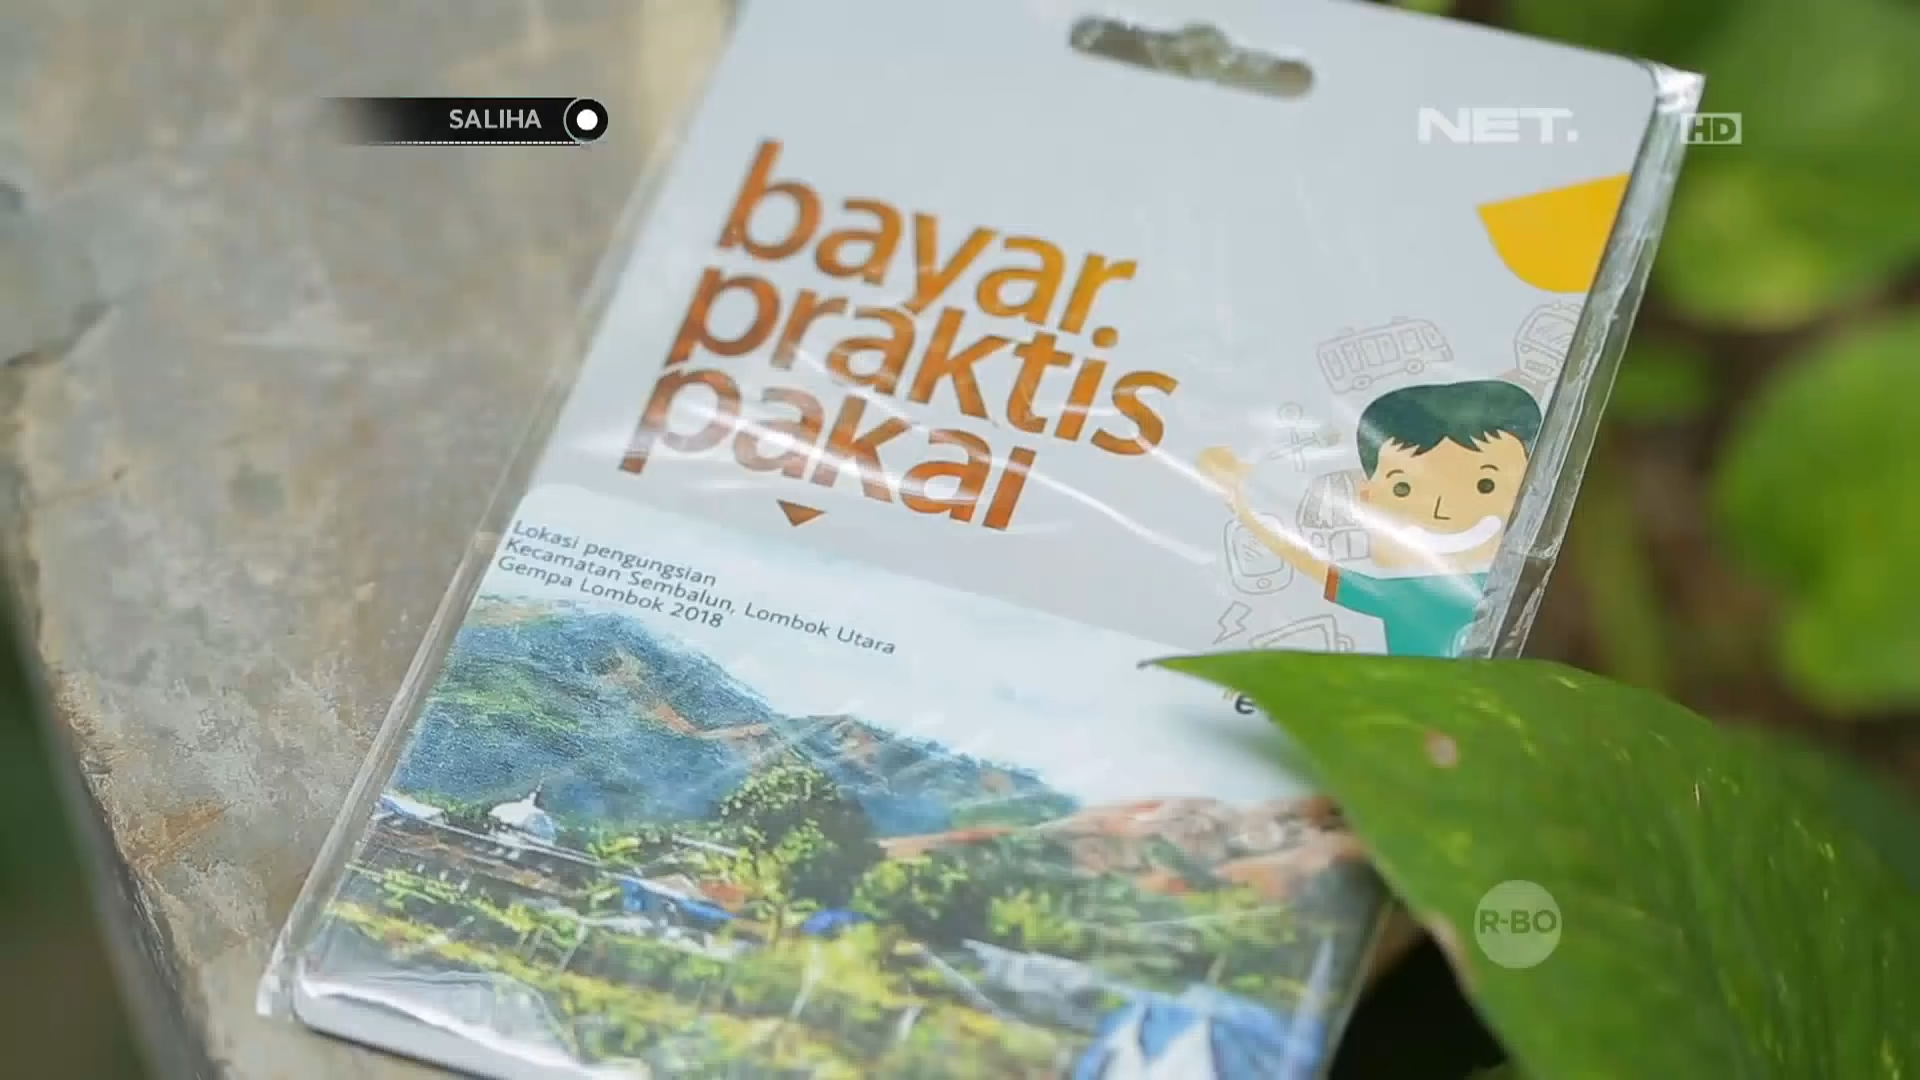 SALIHA
NET.
HD
bayar
praktis
pakai
Lokasi pengungsian
Kecamatan Sembalun, Lombok Utara
Gempa Lombok 2018
R-BO